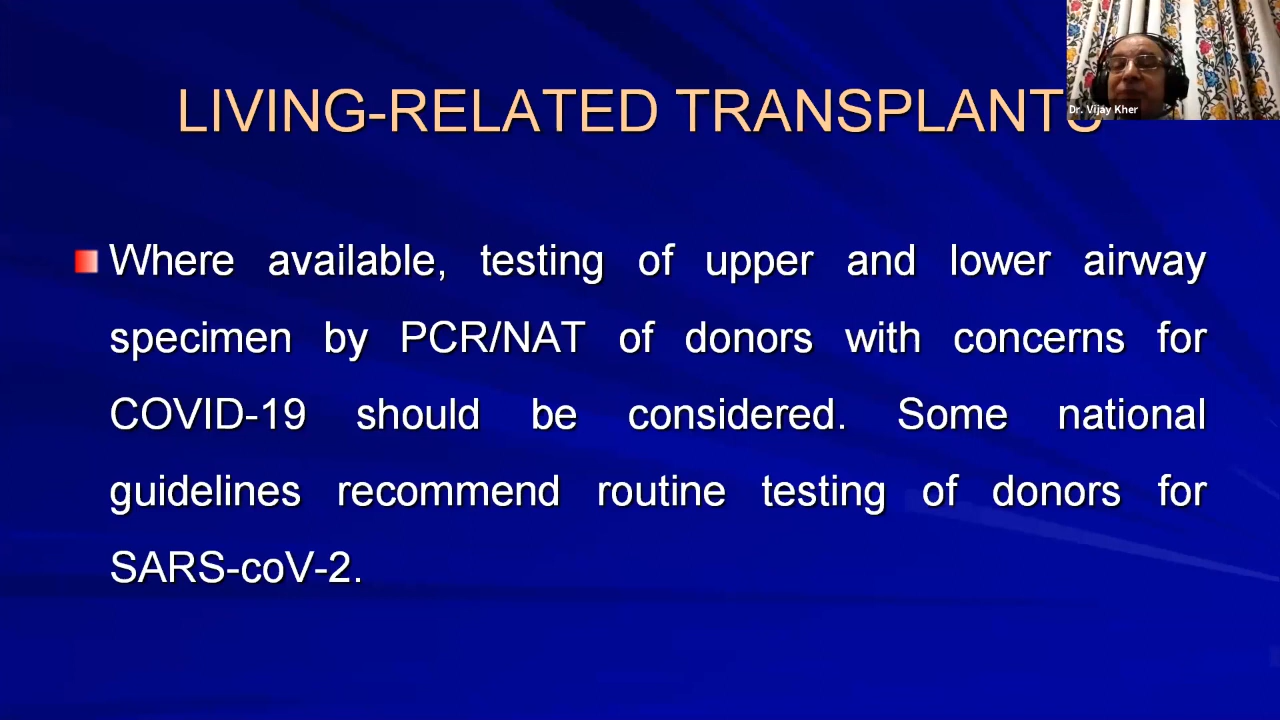 LIVING-RELATED TRANSPLANTS
Dr. Vijay Kher
Where available, testing of upper and lower airway
specimen by PCR/NAT of donors with concerns for
COVID-19 should be considered. Some national
guidelines recommend routine testing of donors for
SARS-coV-2.